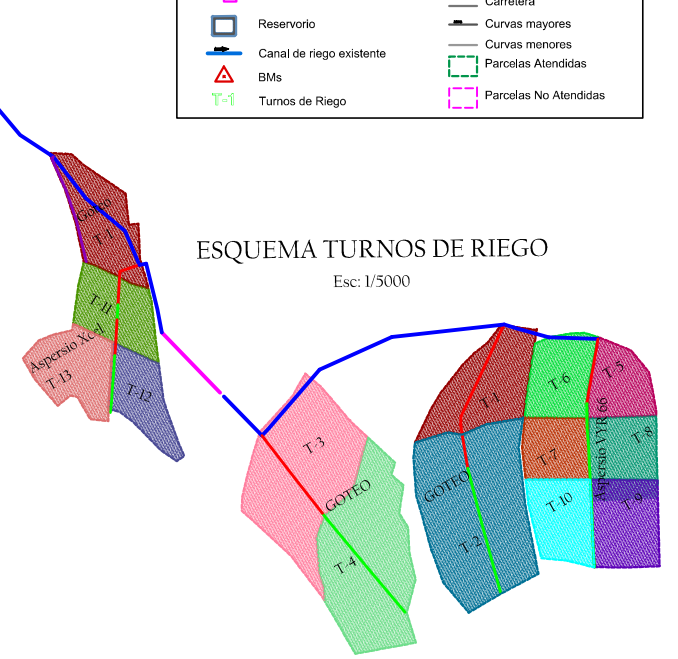 Carretera
Reservorio
Curvas mayores
Canal de riego existente
Curvas menores
BMs
Parcelas Atendidas
T-1
Turnos de Riego
Parcelas No Atendidas
ESQUEMA TURNOS DE RIEGO
Esc: 1/5000
Goteo
T-1
T-11
Aspersio Xcel
T-13
T-12
T-3
GOTEO
T-4
T-1
GOTEO
T-2
T-6
T-5
T-7
Aspersio VYR 66
T-8
T-10
T-9